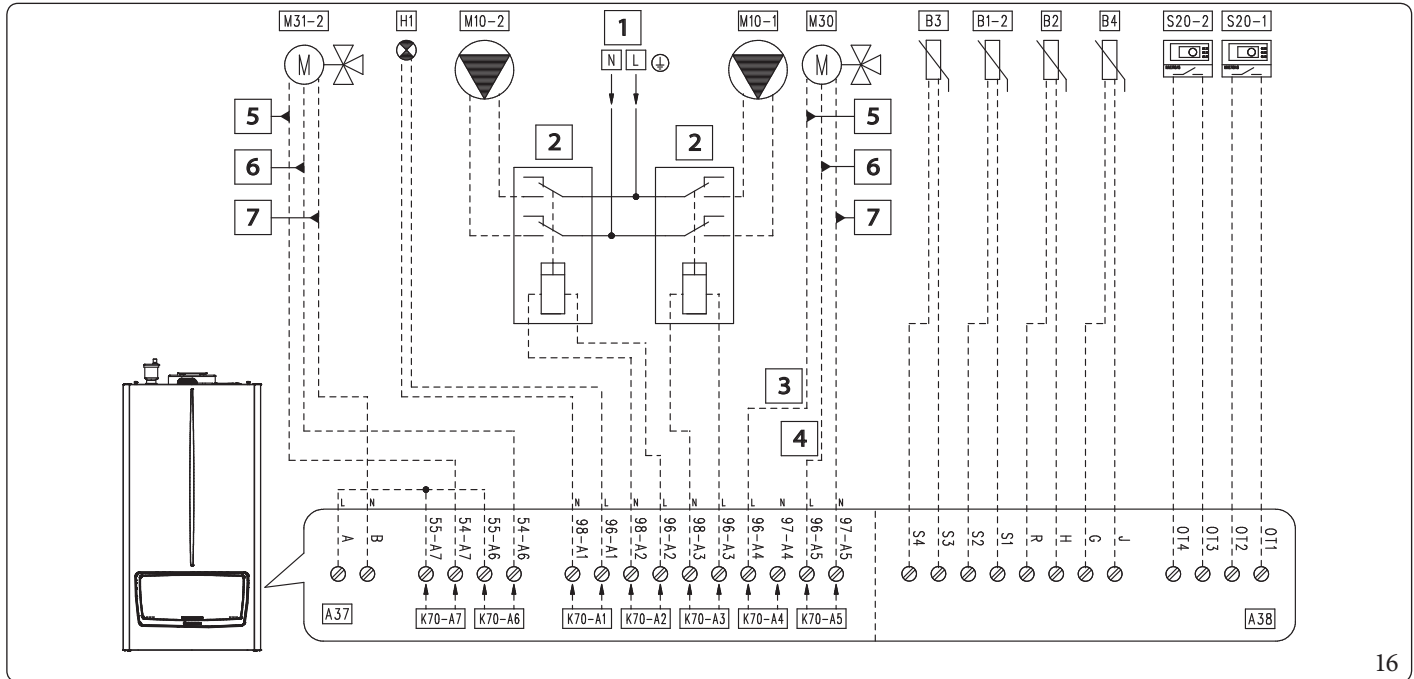 M31-2 H1 M10-2 1 M10-1 M30 B3 B1-2 B2 B4 S20-2 S20-1
M N L M
5 5
2 2
6 6
7 7
3
4
L N N L N L N L L N L N
A B 55-A7 54-A7 55-A6 54-A6 98-A1 96-A1 98-A2 96-A2 98-A3 96-A3 96-A4 97-A4 96-A5 97-A5 S4 S3 S2 S1 R H G J OT4 OT3 OT2 OT1
A37 K70-A7 K70-A6 K70-A1 K70-A2 K70-A3 K70-A4 K70-A5 A38
16